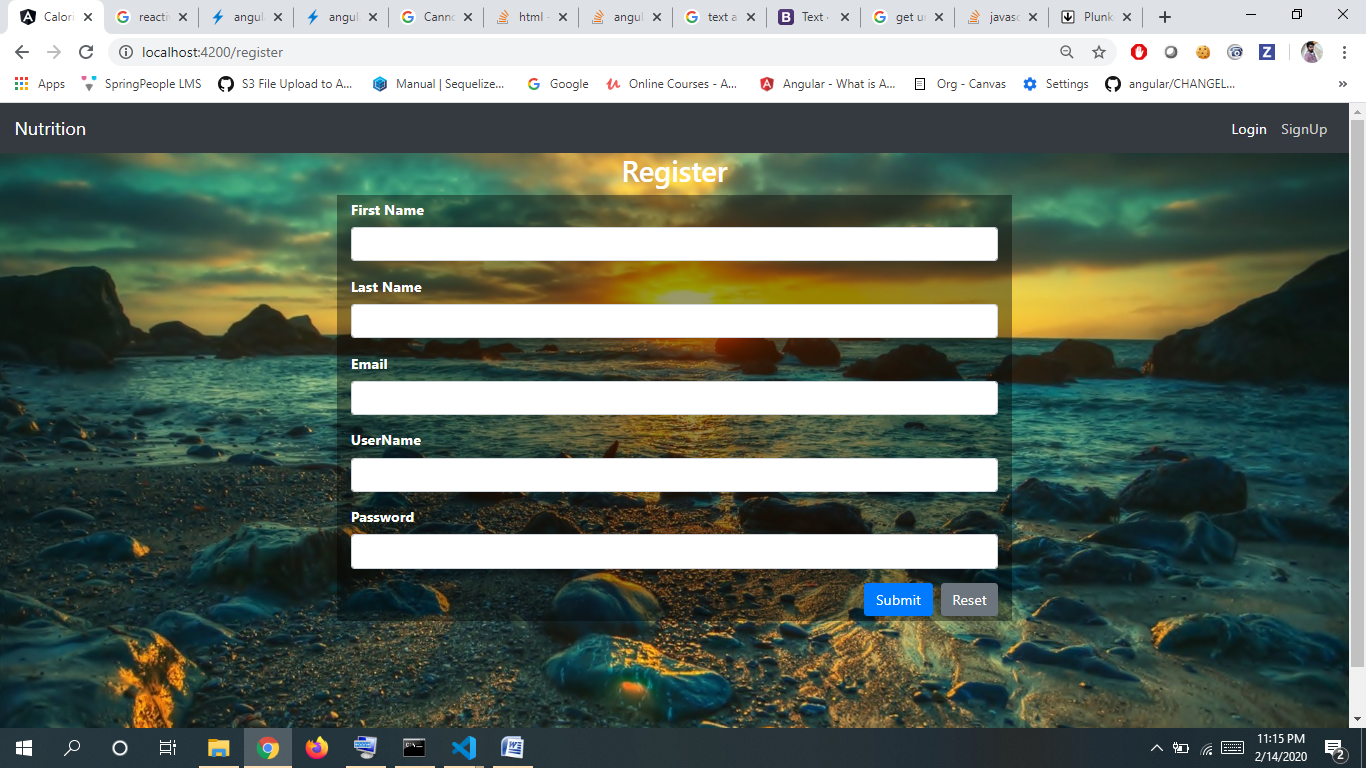 Calori reactiv angul angul Canno html - angul text a Text · get ur javasc Plunk
localhost:4200/register
Apps SpringPeople LMS S3 File Upload to A... Manual | Sequelize... Google Online Courses - A... Angular - What is A... Org - Canvas Settings angular/CHANGEL... »
Nutrition Login SignUp
Register
First Name
Last Name
Email
UserName
Password
Submit Reset
11:15 PM
2/14/2020
2